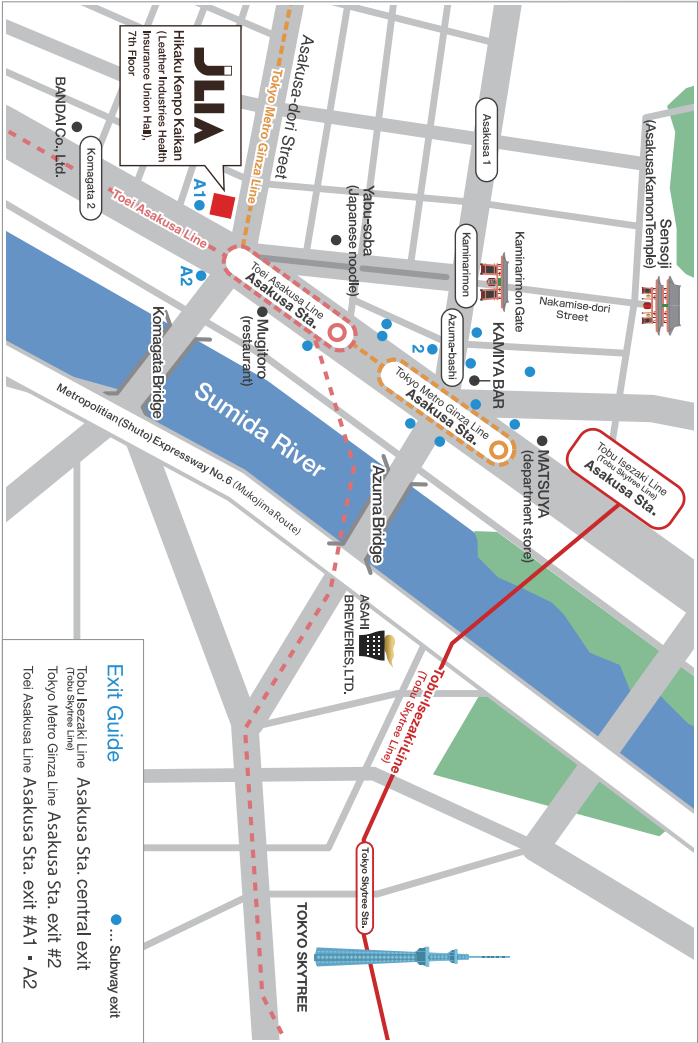 Sensoji
(Asakusa Kannon Temple)
Asakusa 1
Kaminarimon Gate
Nakamise-dori
Street
Kaminarimon
Azuma-bashi
KAMIYA BAR
2
MATSUYA
(department store)
Tobu Isezaki Line
(Tobu Skytree Line)
Asakusa Sta.
Tokyo Metro Ginza Line
Asakusa Sta.
Yabu-soba
(Japanese noodle)
Asakusa-dori Street
Tokyo Metro Ginza Line
JLIA
Hikaku Kenpo Kaikan
(Leather Industries Health
Insurance Union Hall),
7th Floor
BANDAI Co., Ltd.
Komagata 2
A1
A2
Toei Asakusa Line
Toei Asakusa Line
Asakusa Sta.
Mugitoro
(restaurant)
Komagata Bridge
Sumida River
Azuma Bridge
Metropolitian (Shuto) Expressway No.6 (Mukojima Route)
ASAHI
BREWERIES, LTD.
Tobu Isezaki Line
(Tobu Skytree Line)
Tokyo Skytree Sta.
TOKYO SKYTREE
Exit Guide
● ... Subway exit
Tobu Isezaki Line Asakusa Sta. central exit
(Tobu Skytree Line)
Tokyo Metro Ginza Line Asakusa Sta. exit #2
Toei Asakusa Line Asakusa Sta. exit #A1 ・ A2